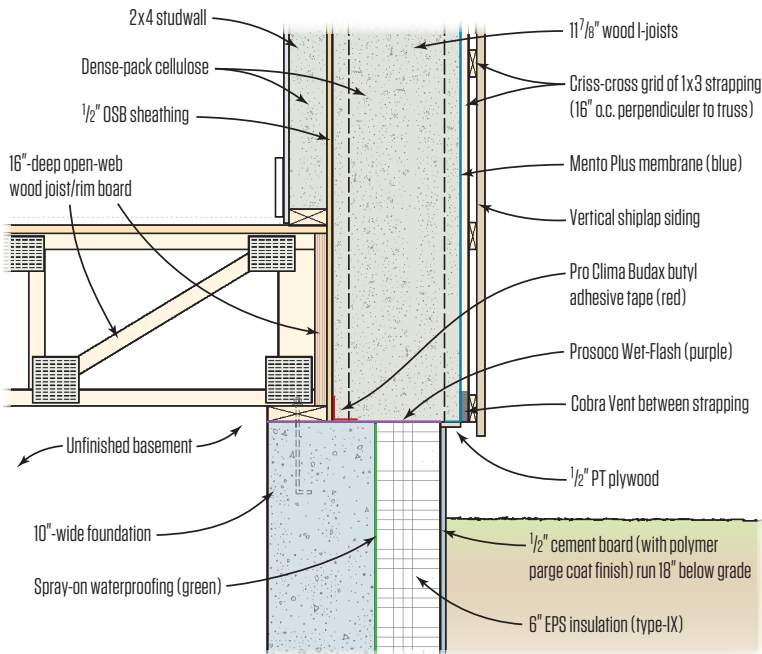 2x4 studwall
Dense-pack cellulose
1/2" OSB sheathing
16"-deep open-web
wood joist/rim board
Unfinished basement
10"-wide foundation
Spray-on waterproofing (green)
11 7/8" wood I-joists
Criss-cross grid of 1x3 strapping
(16" o.c. perpendiculer to truss)
Mento Plus membrane (blue)
Vertical shiplap siding
Pro Clima Budax butyl
adhesive tape (red)
Prosoco Wet-Flash (purple)
Cobra Vent between strapping
1/2" PT plywood
1/2" cement board (with polymer
parge coat finish) run 18" below grade
6" EPS insulation (type-IX)